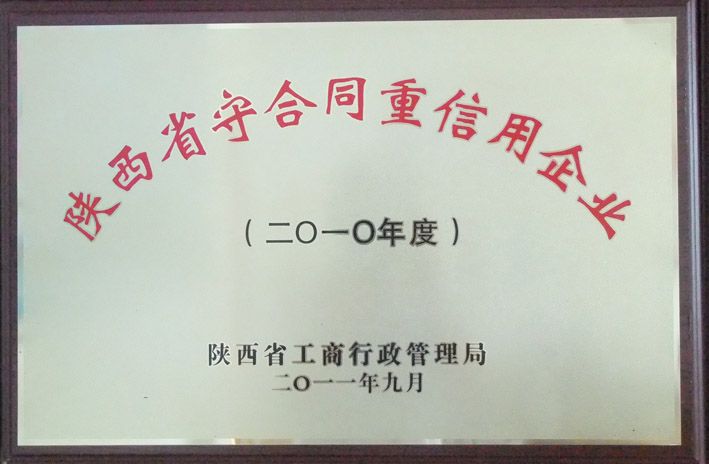 陕西省守合同重信用企业
（二〇一〇年度）
陕西省工商行政管理局
二〇一一年九月